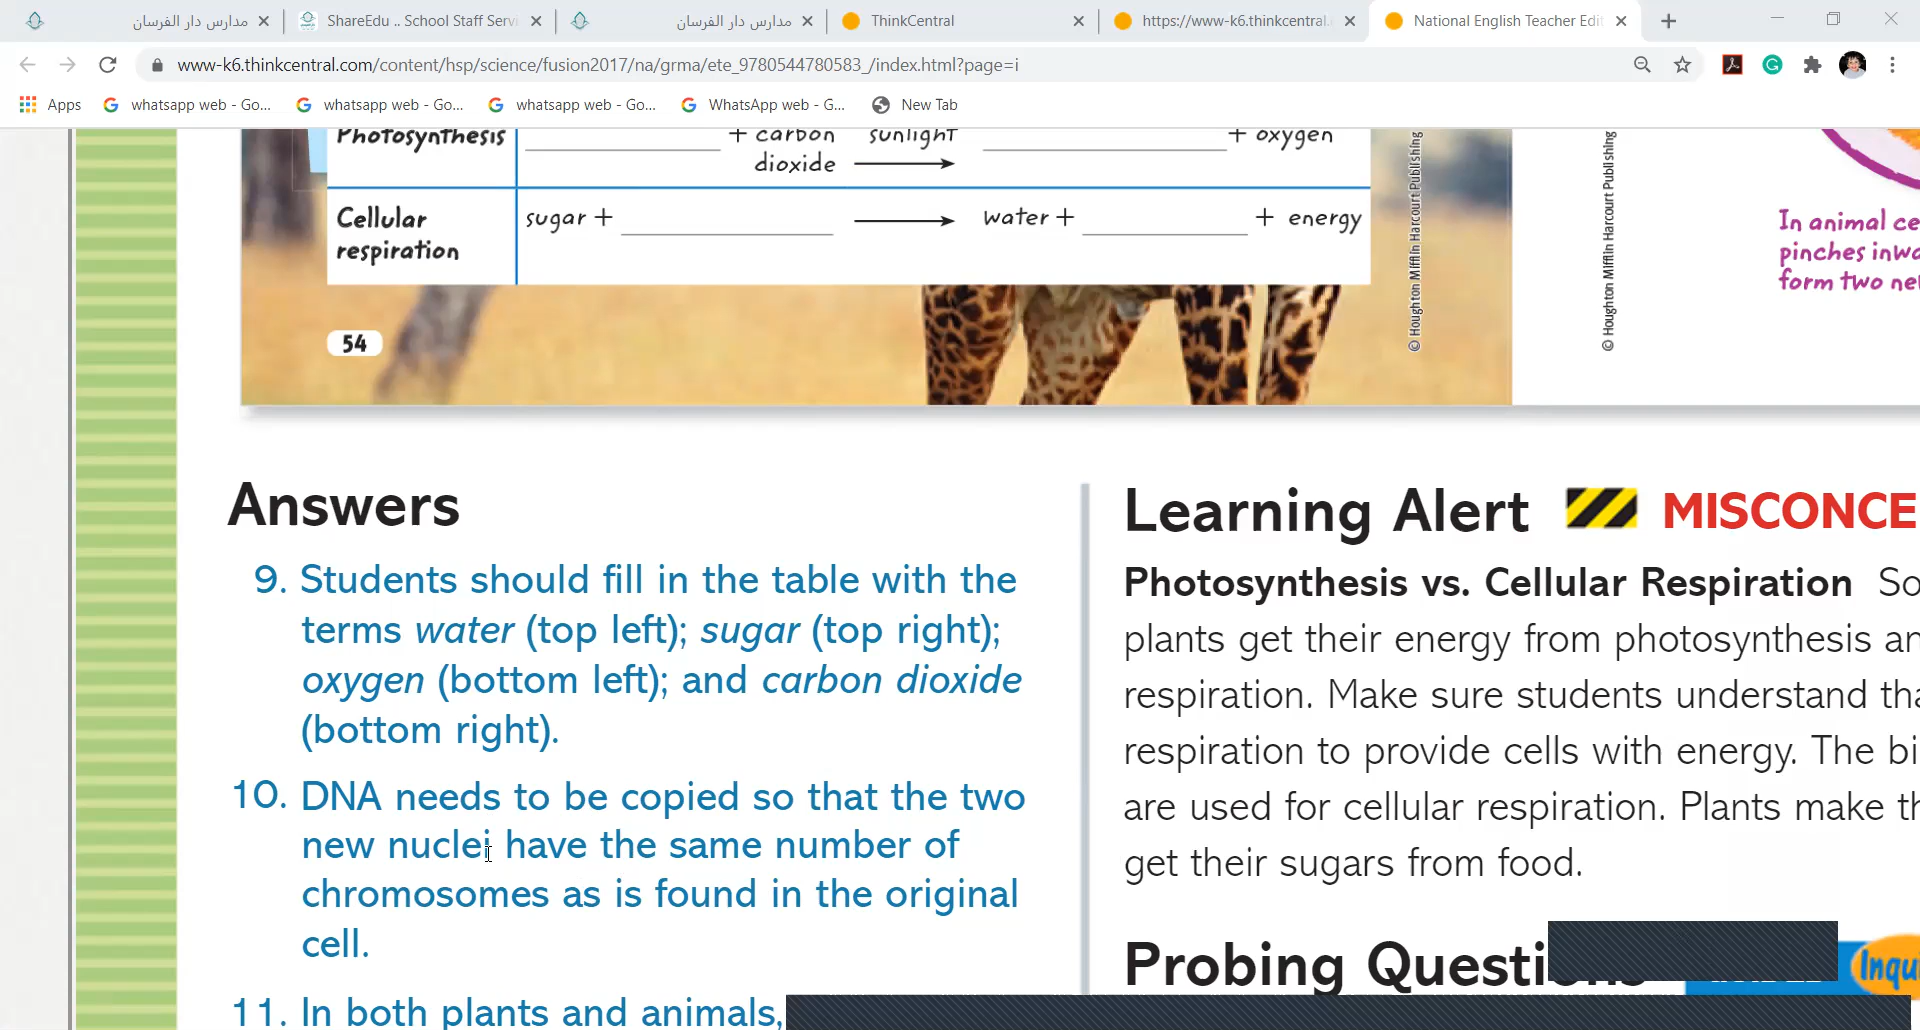 مدارس دار الفرسان
ShareEdu .. School Staff Servi
مدارس دار الفرسان
ThinkCentral
https://www-k6.thinkcentral.
National English Teacher Edit
www-k6.thinkcentral.com/content/hsp/science/fusion2017/na/grma/ete_9780544780583_/index.html?page=i
Apps
whatsapp web - Go...
whatsapp web - Go...
whatsapp web - Go...
WhatsApp web - G...
New Tab
Photosynthesis
+ carbon dioxide
sunlight
+ oxygen
Cellular respiration
sugar +
water +
+ energy
54
© Houghton Mifflin Harcourt Publishing
© Houghton Mifflin Harcourt Publishing
In animal ce
pinches inwa
form two ne
Answers
9. Students should fill in the table with the
terms water (top left); sugar (top right);
oxygen (bottom left); and carbon dioxide
(bottom right).
10. DNA needs to be copied so that the two
new nuclei have the same number of
chromosomes as is found in the original
cell.
11. In both plants and animals,
Learning Alert MISCONCE
Photosynthesis vs. Cellular Respiration So
plants get their energy from photosynthesis an
respiration. Make sure students understand tha
respiration to provide cells with energy. The bi
are used for cellular respiration. Plants make th
get their sugars from food.
Probing Questions
Inqu